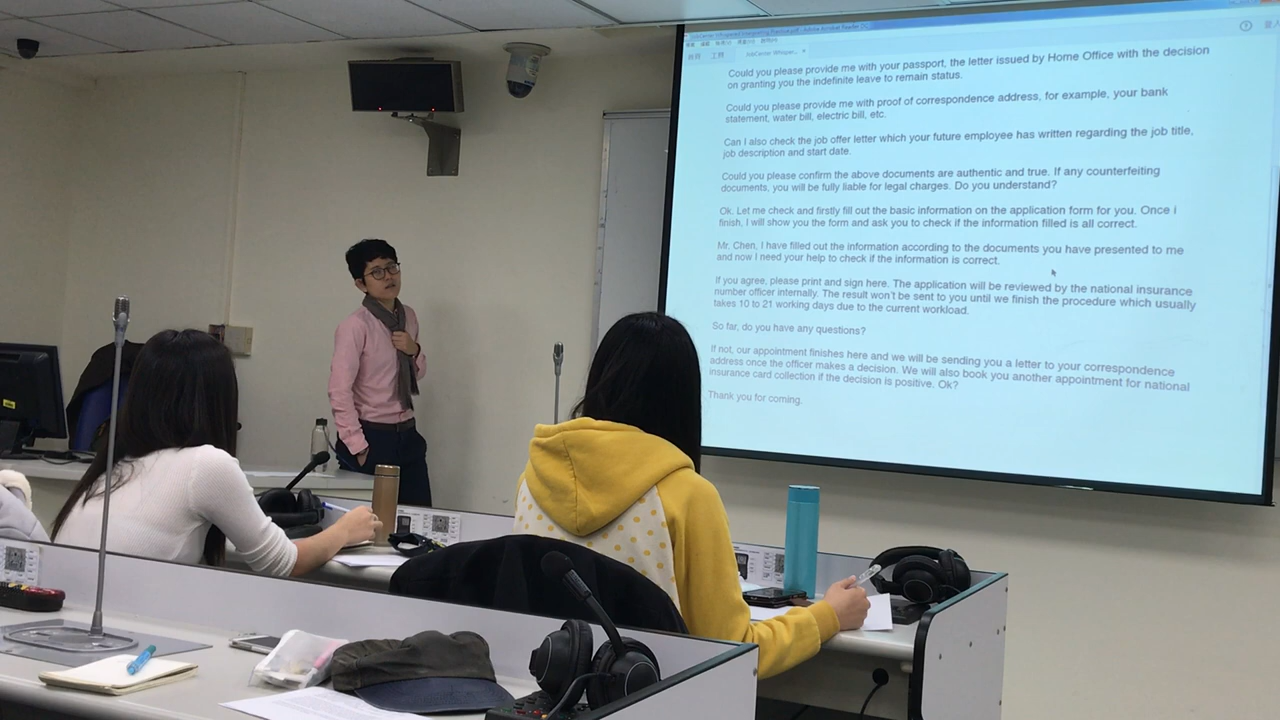 JobCenter Whispered Interpreting Practice.pdf - Adobe Acrobat Reader DC
JobCenter Whisper...
Could you please provide me with your passport, the letter issued by Home Office with the decision
on granting you the indefinite leave to remain status.
Could you please provide me with proof of correspondence address, for example, your bank
statement, water bill, electric bill, etc.
Can I also check the job offer letter which your future employee has written regarding the job title,
job description and start date.
Could you please confirm the above documents are authentic and true. If any counterfeiting
documents, you will be fully liable for legal charges. Do you understand?
Ok. Let me check and firstly fill out the basic information on the application form for you. Once i
finish, I will show you the form and ask you to check if the information filled is all correct.
Mr. Chen, I have filled out the information according to the documents you have presented to me
and now I need your help to check if the information is correct.
If you agree, please print and sign here. The application will be reviewed by the national insurance
number officer internally. The result won't be sent to you until we finish the procedure which usually
takes 10 to 21 working days due to the current workload.
So far, do you have any questions?
If not, our appointment finishes here and we will be sending you a letter to your correspondence
address once the officer makes a decision. We will also book you another appointment for national
insurance card collection if the decision is positive. Ok?
Thank you for coming.